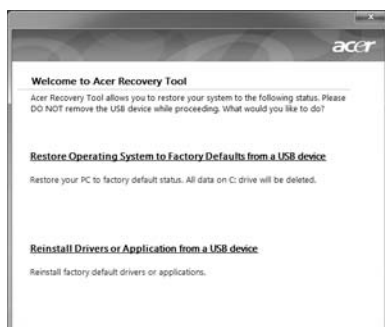 acer
Welcome to Acer Recovery Tool
Acer Recovery Tool allows you to restore your system to the following status. Please
DO NOT remove the USB device while proceeding. What would you like to do?
Restore Operating System to Factory Defaults from a USB device
Restore your PC to factory default status. All data on C: drive will be deleted.
Reinstall Drivers or Application from a USB device
Reinstall factory default drivers or applications.